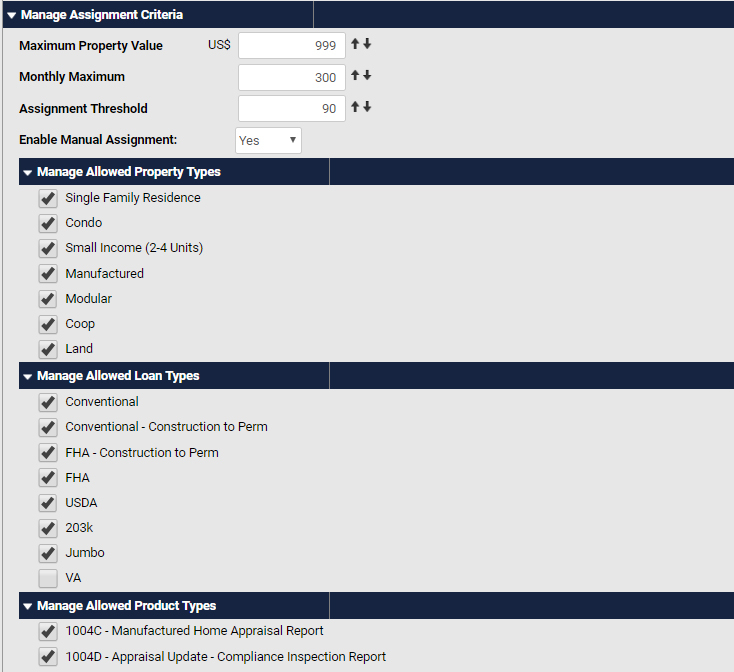 Manage Assignment Criteria
Maximum Property Value US$ 999
Monthly Maximum 300
Assignment Threshold 90
Enable Manual Assignment: Yes
Manage Allowed Property Types
Single Family Residence
Condo
Small Income (2-4 Units)
Manufactured
Modular
Coop
Land
Manage Allowed Loan Types
Conventional
Conventional - Construction to Perm
FHA - Construction to Perm
FHA
USDA
203k
Jumbo
VA
Manage Allowed Product Types
1004C - Manufactured Home Appraisal Report
1004D - Appraisal Update - Compliance Inspection Report